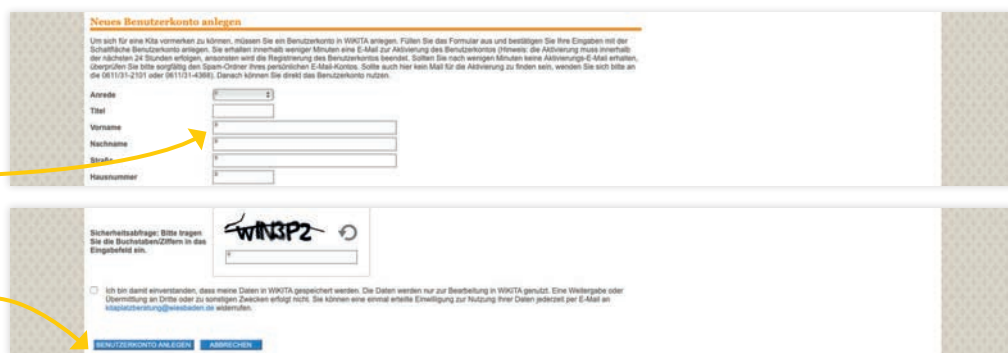 Neues Benutzerkonto anlegen
Um sich für eine Kita vormerken zu können, müssen Sie ein Benutzerkonto in WiKITA anlegen. Füllen Sie das Formular aus und bestätigen Sie Ihre Eingaben mit der
Schaltfläche Benutzerkonto anlegen. Sie erhalten innerhalb weniger Minuten eine E-Mail zur Aktivierung des Benutzerkontos (Hinweis: die Aktivierung muss innerhalb
der nächsten 24 Stunden erfolgen, ansonsten wird die Registrierung des Benutzerkontos beendet. Sollten Sie nach wenigen Minuten keine Aktivierungs-E-Mail erhalten,
überprüfen Sie bitte sorgfältig den Spam-Ordner Ihres persönlichen E-Mail-Kontos. Sollte auch hier kein Mail für die Aktivierung zu finden sein, wenden Sie sich bitte an
die 0611/31-2101 oder 0611/31-4368). Danach können Sie direkt das Benutzerkonto nutzen.
Anrede *
Titel
Vorname *
Nachname *
Straße *
Hausnummer *
Sicherheitsabfrage: Bitte tragen
Sie die Buchstaben/Ziffern in das
Eingabefeld ein.
WIN3P2
*
Ich bin damit einverstanden, dass meine Daten in WiKITA gespeichert werden. Die Daten werden nur zur Bearbeitung in WiKITA genutzt. Eine Weitergabe oder
Übermittlung an Dritte oder zu sonstigen Zwecken erfolgt nicht. Sie können eine einmal erteilte Einwilligung zur Nutzung Ihrer Daten jederzeit per E-Mail an
kitaplatzberatung@wiesbaden.de widerrufen.
BENUTZERKONTO ANLEGEN ABBRECHEN